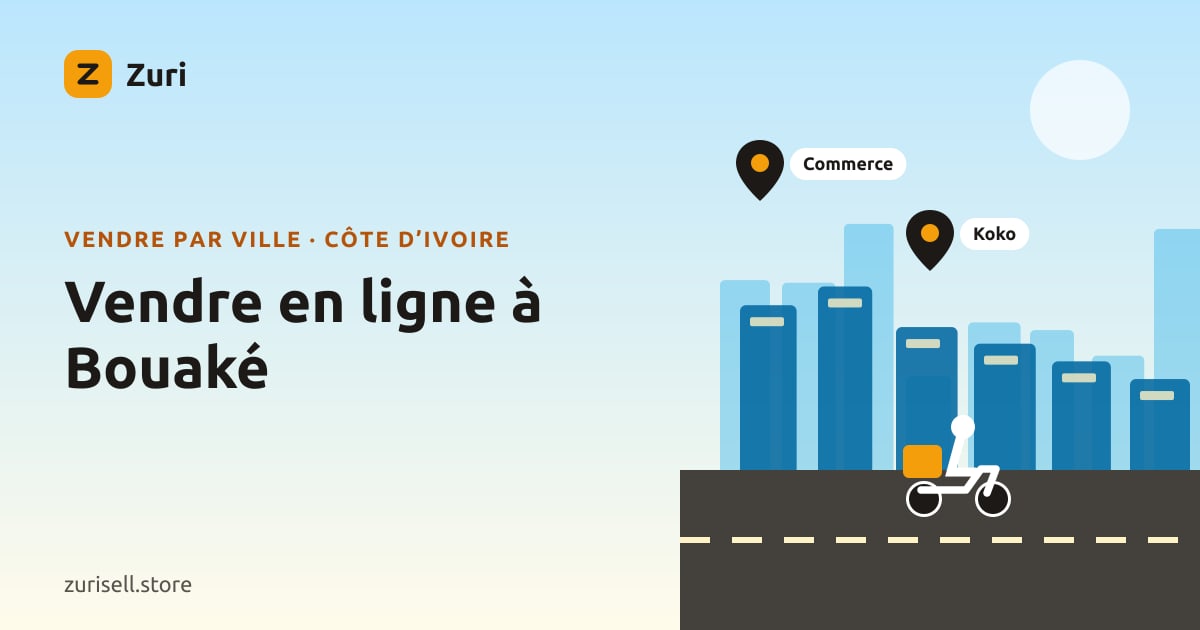 Zuri
Commerce
Koko
VENDRE PAR VILLE · CÔTE D’IVOIRE
Vendre en ligne à
Bouaké
zurisell.store